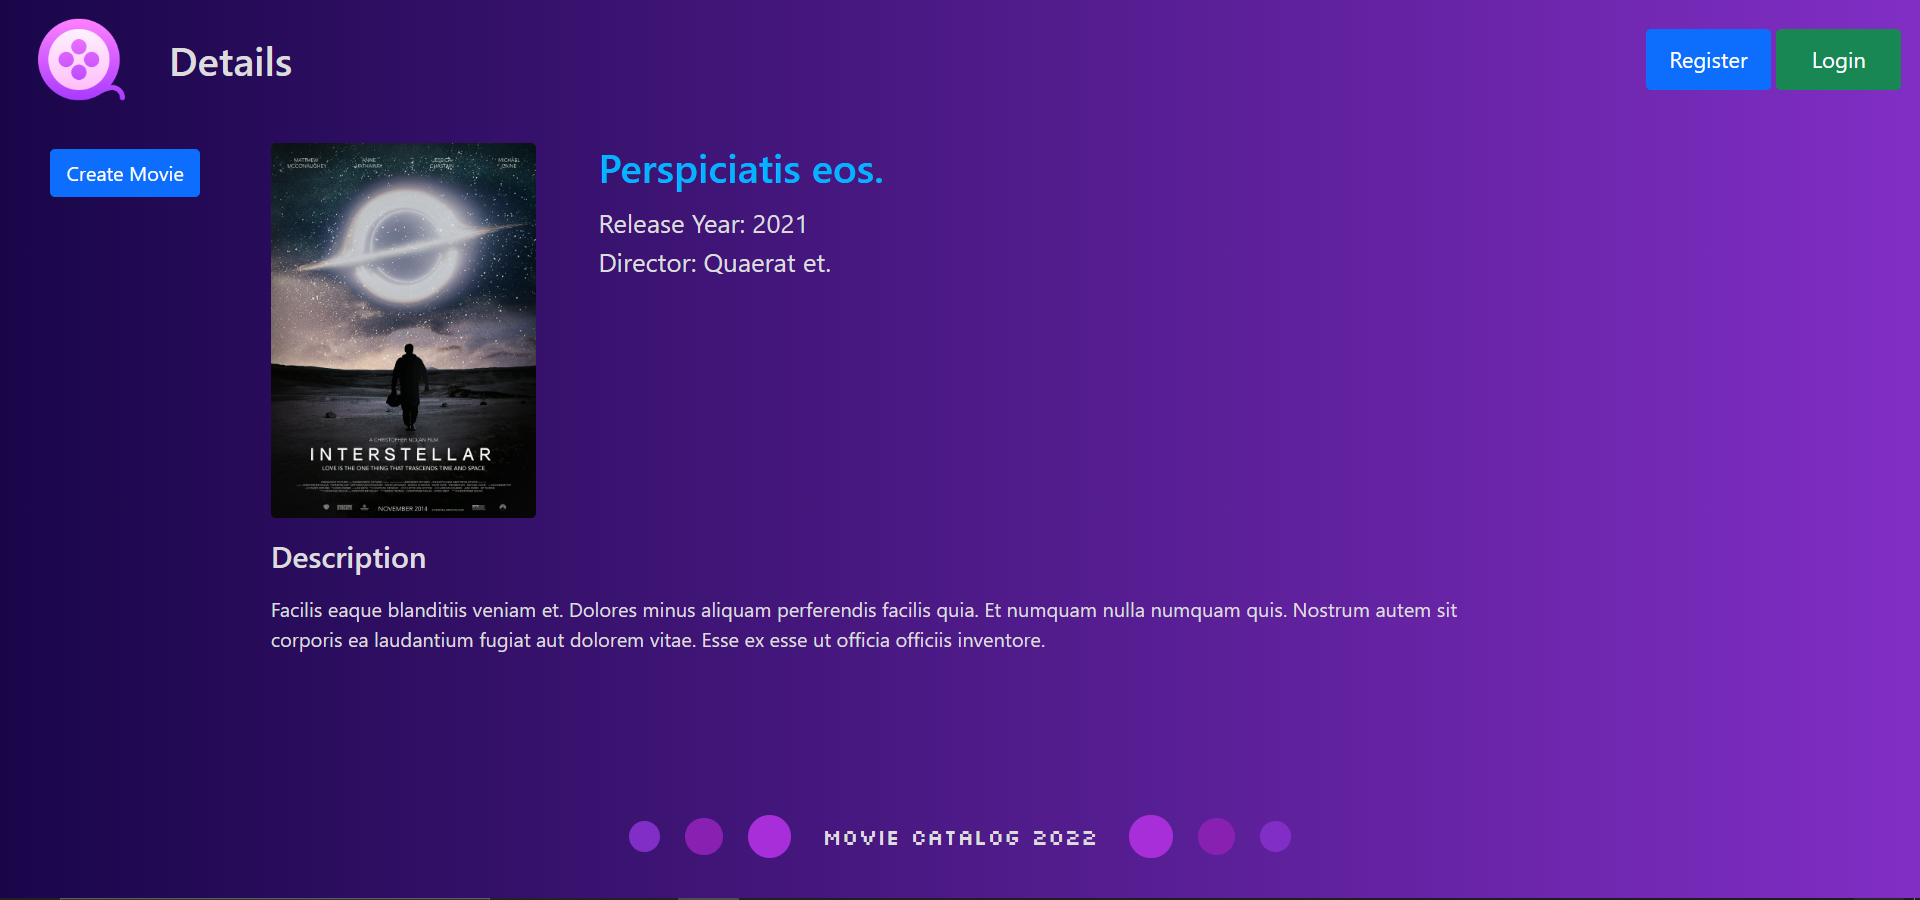 Details
Register
Login
Create Movie
MATTHEW ANNE JESSICA MICHAEL
MCCONAUGHEY HATHAWAY CHASTAIN CAINE
A CHRISTOPHER NOLAN FILM
INTERSTELLAR
LOVE IS THE ONE THING THAT TRASCENDS TIME AND SPACE
NOVEMBER 2014
Perspiciatis eos.
Release Year: 2021
Director: Quaerat et.
Description
Facilis eaque blanditiis veniam et. Dolores minus aliquam perferendis facilis quia. Et numquam nulla numquam quis. Nostrum autem sit
corporis ea laudantium fugiat aut dolorem vitae. Esse ex esse ut officia officiis inventore.
MOVIE CATALOG 2022